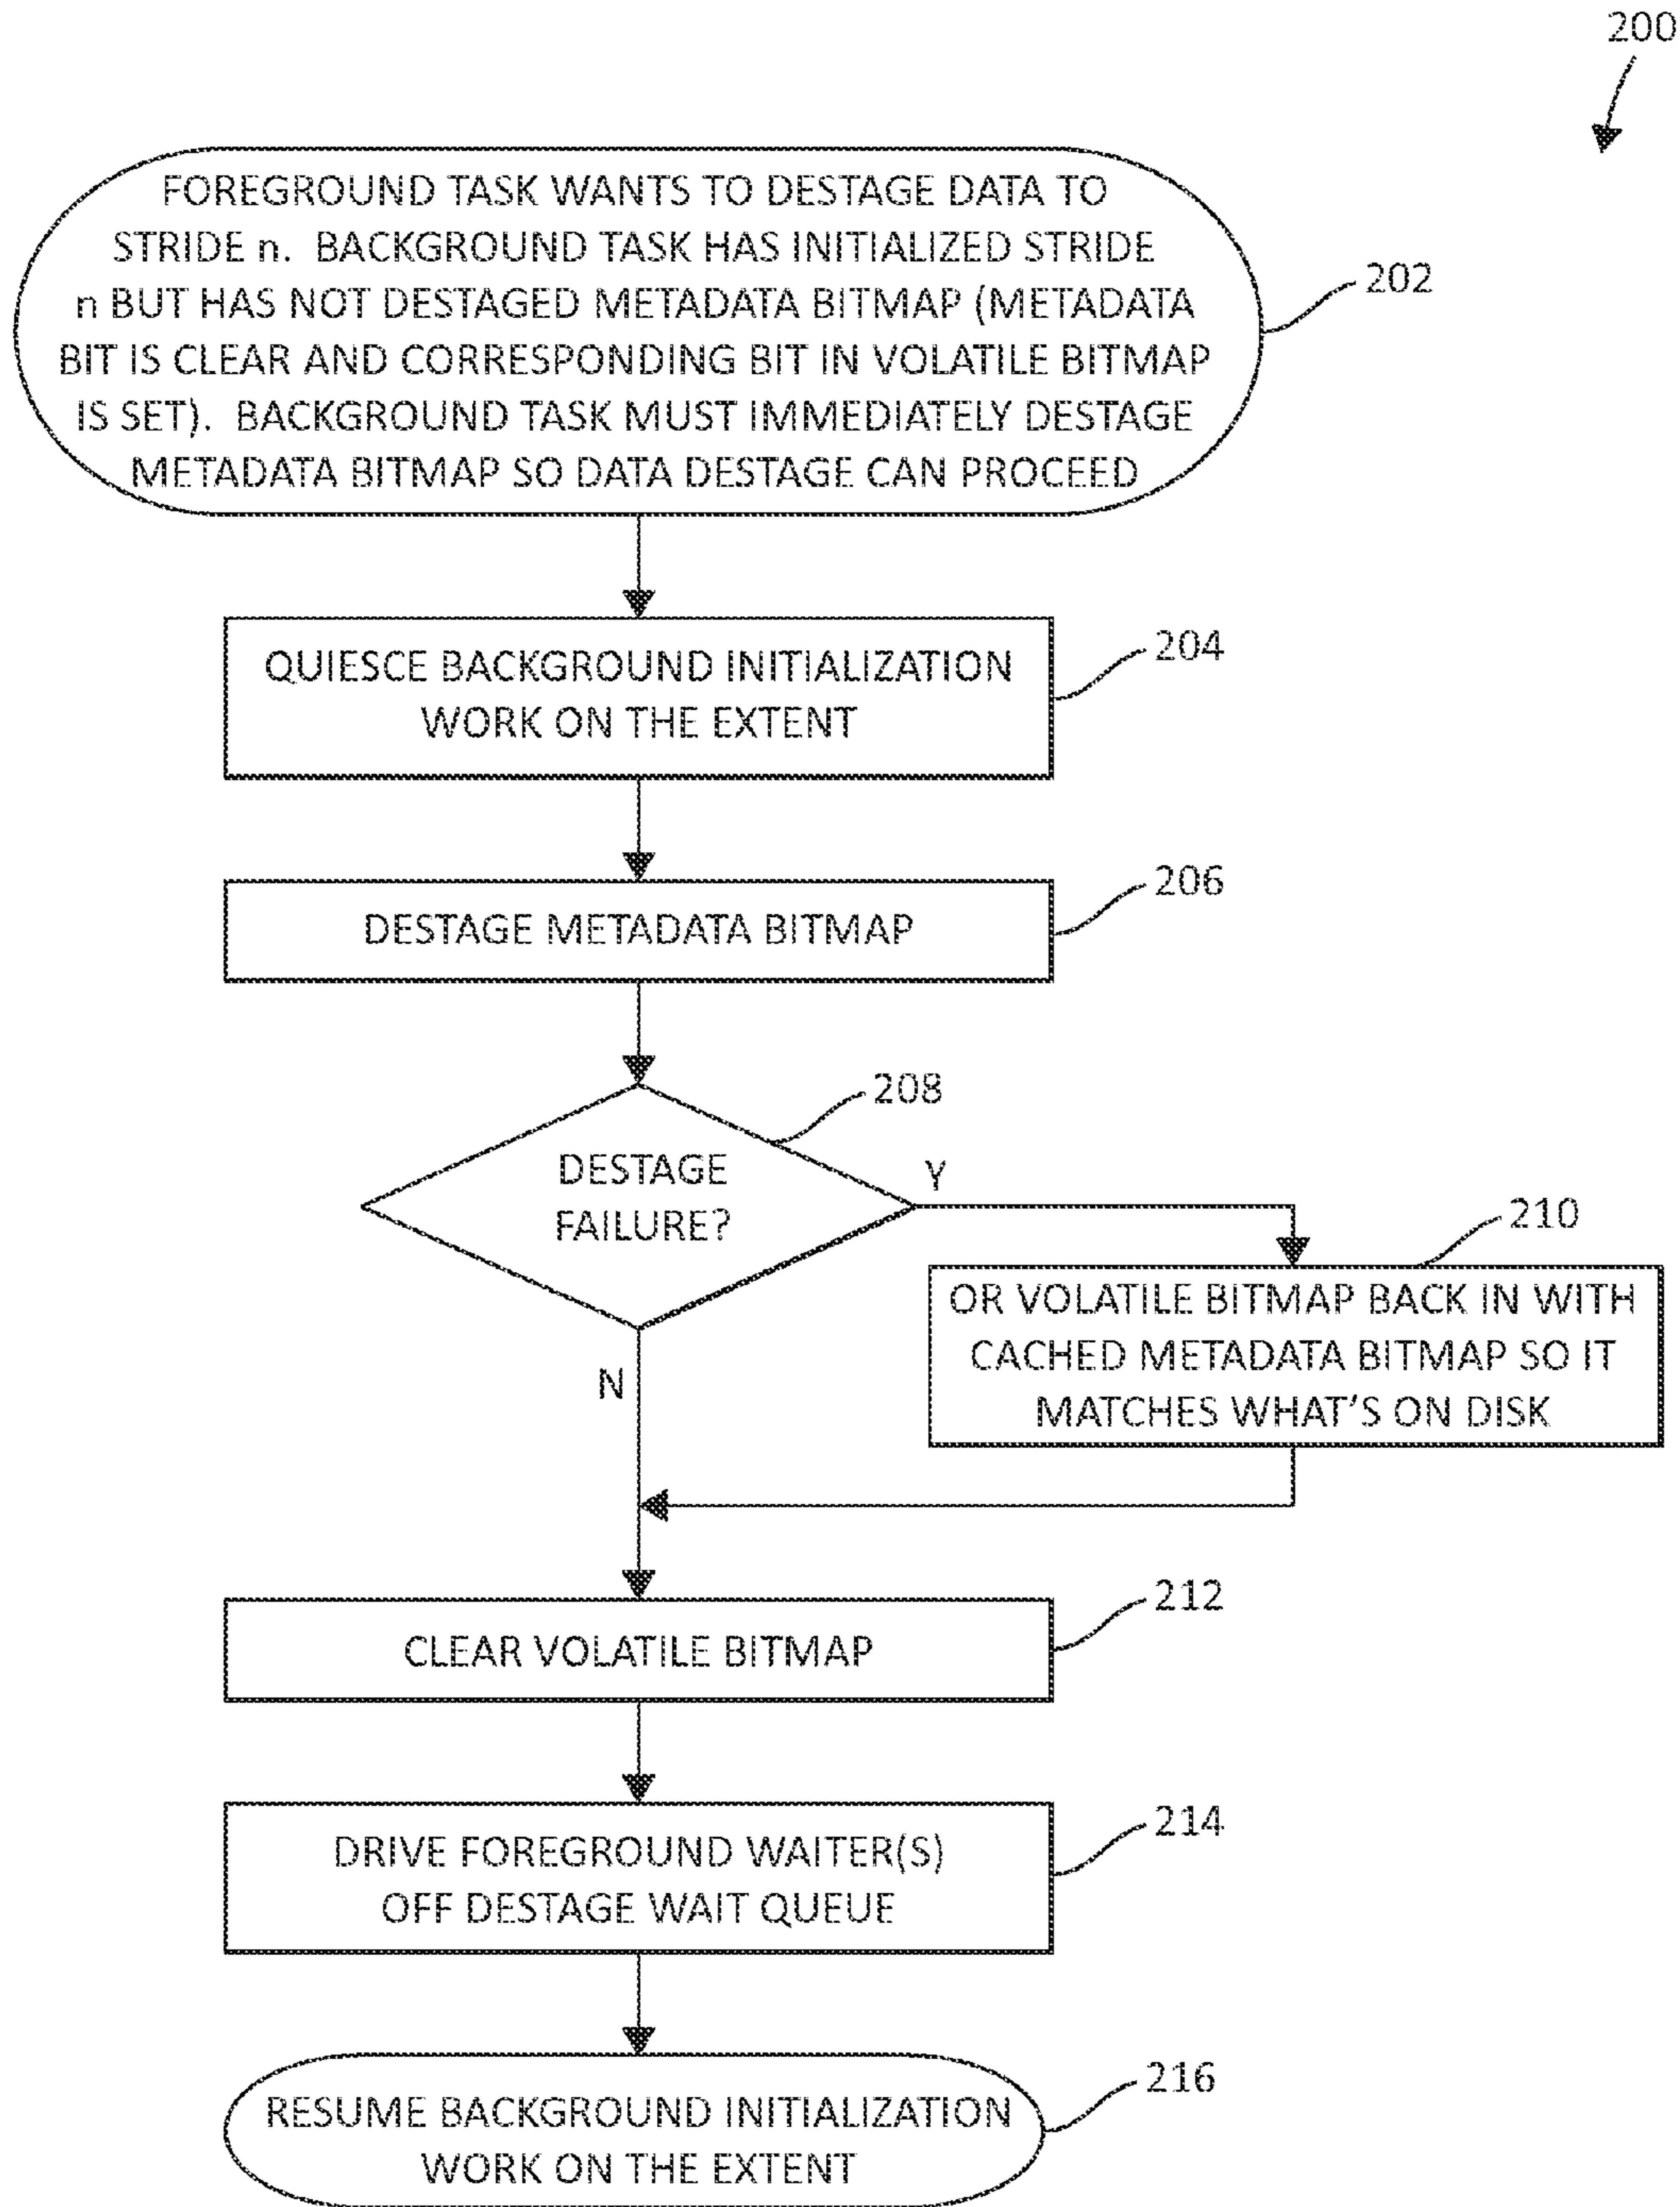 200
FOREGROUND TASK WANTS TO DESTAGE DATA TO
STRIDE n. BACKGROUND TASK HAS INITIALIZED STRIDE
n BUT HAS NOT DESTAGED METADATA BITMAP (METADATA
BIT IS CLEAR AND CORRESPONDING BIT IN VOLATILE BITMAP
IS SET). BACKGROUND TASK MUST IMMEDIATELY DESTAGE
METADATA BITMAP SO DATA DESTAGE CAN PROCEED
202
QUIESCE BACKGROUND INITIALIZATION
WORK ON THE EXTENT
204
DESTAGE METADATA BITMAP
206
DESTAGE
FAILURE?
208
Y
N
OR VOLATILE BITMAP BACK IN WITH
CACHED METADATA BITMAP SO IT
MATCHES WHAT'S ON DISK
210
CLEAR VOLATILE BITMAP
212
DRIVE FOREGROUND WAITER(S)
OFF DESTAGE WAIT QUEUE
214
RESUME BACKGROUND INITIALIZATION
WORK ON THE EXTENT
216